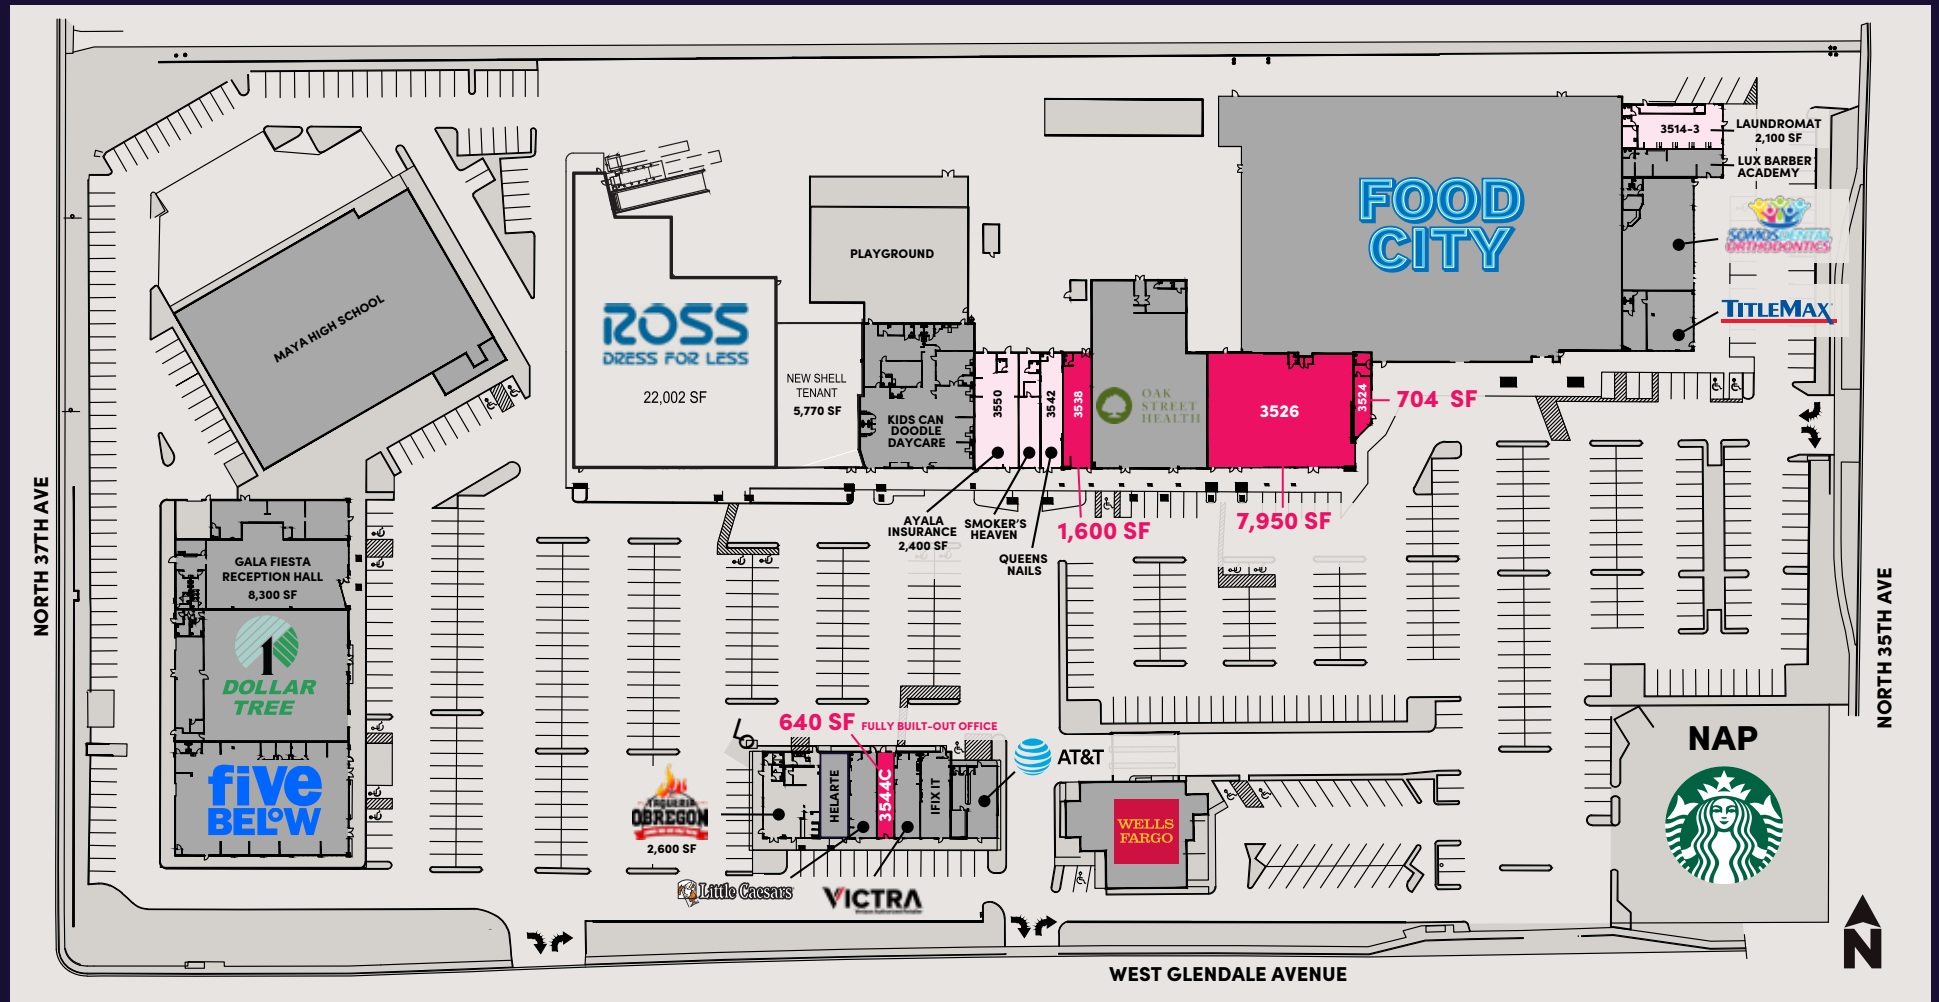 3514-3
LAUNDROMAT
2,100 SF
LUX BARBER
ACADEMY
FOOD
CITY
SOMOS DENTAL
ORTHODONTICS
TITLEMAX
PLAYGROUND
MAYA HIGH SCHOOL
ROSS
DRESS FOR LESS
22,002 SF
NEW SHELL
TENANT
5,770 SF
KIDS CAN
DOODLE
DAYCARE
3550
3542
3538
OAK
STREET
HEALTH
3526
3524
704 SF
AYALA
INSURANCE
2,400 SF
SMOKER'S
HEAVEN
QUEENS
NAILS
1,600 SF
7,950 SF
NORTH 37TH AVE
GALA FIESTA
RECEPTION HALL
8,300 SF
1
DOLLAR
TREE
five
BELOW
640 SF FULLY BUILT-OUT OFFICE
TAQUERIA
OBREGON
2,600 SF
HELARTE
3544C
IFIX IT
AT&T
Little Caesars
VICTRA
WELLS
FARGO
NAP
NORTH 35TH AVE
N
WEST GLENDALE AVENUE